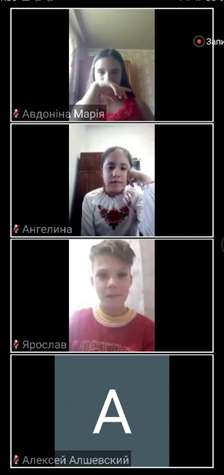 Запи
Авдоніна Марія
Ангелина
Ярослав
A
Алексей Алшевский